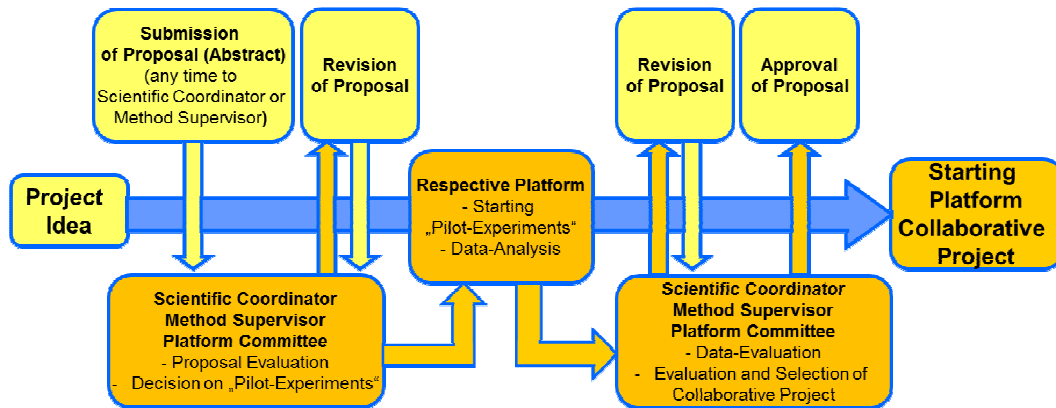 Submission
of Proposal (Abstract)
(any time to
Scientific Coordinator or
Method Supervisor)
Revision
of Proposal
Revision
of Proposal
Approval
of Proposal
Project
Idea
Respective Platform
- Starting
„Pilot-Experiments“
- Data-Analysis
Starting
Platform
Collaborative
Project
Scientific Coordinator
Method Supervisor
Platform Committee
- Proposal Evaluation
- Decision on „Pilot-Experiments“
Scientific Coordinator
Method Supervisor
Platform Committee
- Data-Evaluation
- Evaluation and Selection of
Collaborative Project